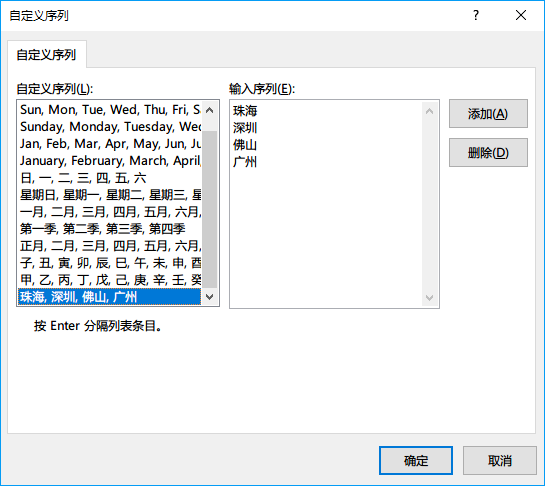 自定义序列
?
自定义序列
自定义序列(L):
输入序列(E):
Sun, Mon, Tue, Wed, Thu, Fri, Sa
Sunday, Monday, Tuesday, Wed
Jan, Feb, Mar, Apr, May, Jun, Ju
January, February, March, April,
日, 一, 二, 三, 四, 五, 六
星期日, 星期一, 星期二, 星期三, 星
一月, 二月, 三月, 四月, 五月, 六月,
第一季, 第二季, 第三季, 第四季
正月, 二月, 三月, 四月, 五月, 六月,
子, 丑, 寅, 卯, 辰, 巳, 午, 未, 申, 酉
甲, 乙, 丙, 丁, 戊, 己, 庚, 辛, 壬, 癸
珠海, 深圳, 佛山, 广州
珠海
深圳
佛山
广州
添加(A)
删除(D)
按 Enter 分隔列表条目。
确定
取消